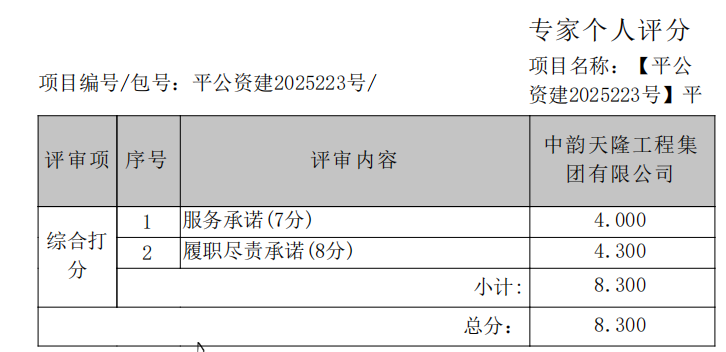 专家个人评分
项目编号/包号: 平公资建2025223号/
项目名称: 【平公
资建2025223号】平
评审项 序号 评审内容 中韵天隆工程集
团有限公司
综合打
分
1 服务承诺(7分) 4.000
2 履职尽责承诺(8分) 4.300
小计: 8.300
总分: 8.300